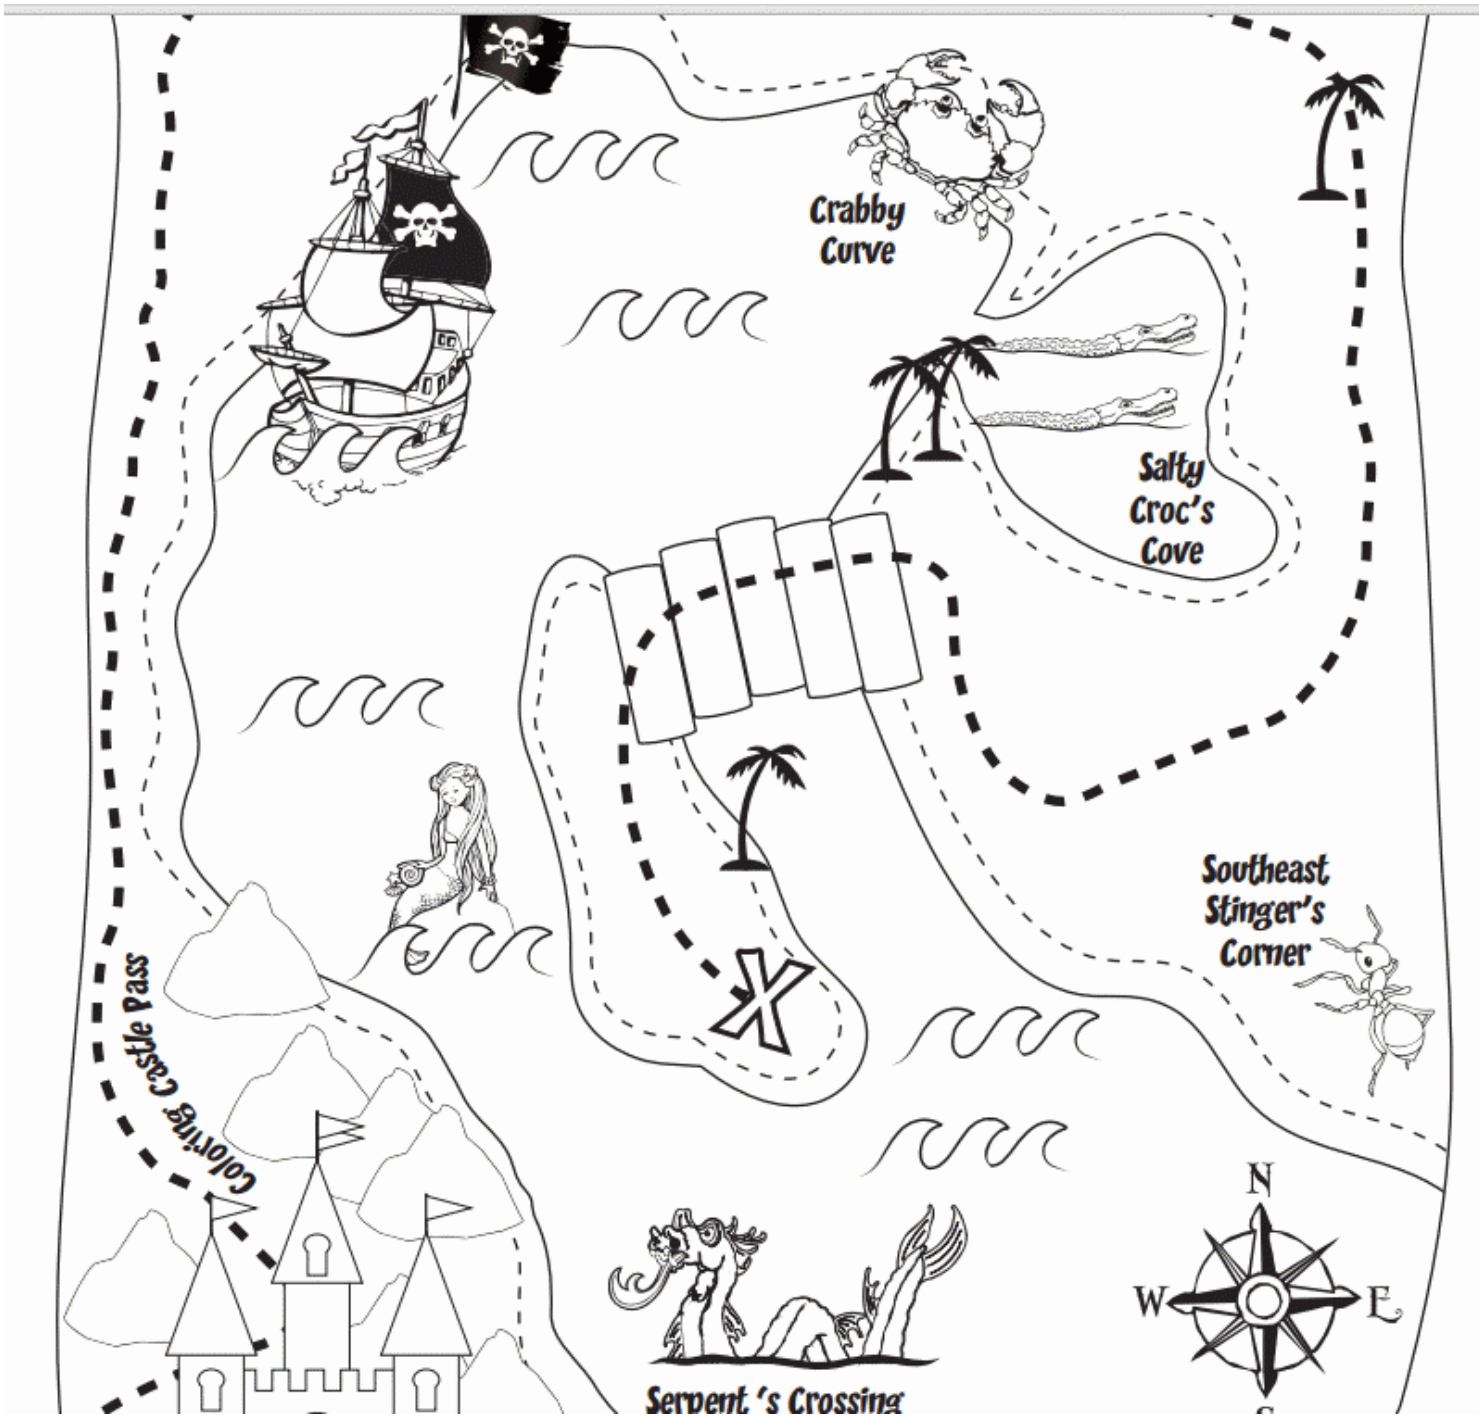 Crabby
Curve
Salty
Croc's
Cove
Southeast
Stinger's
Corner
Coloring Castle Pass
N
W
E
S
Serpent 's Crossing